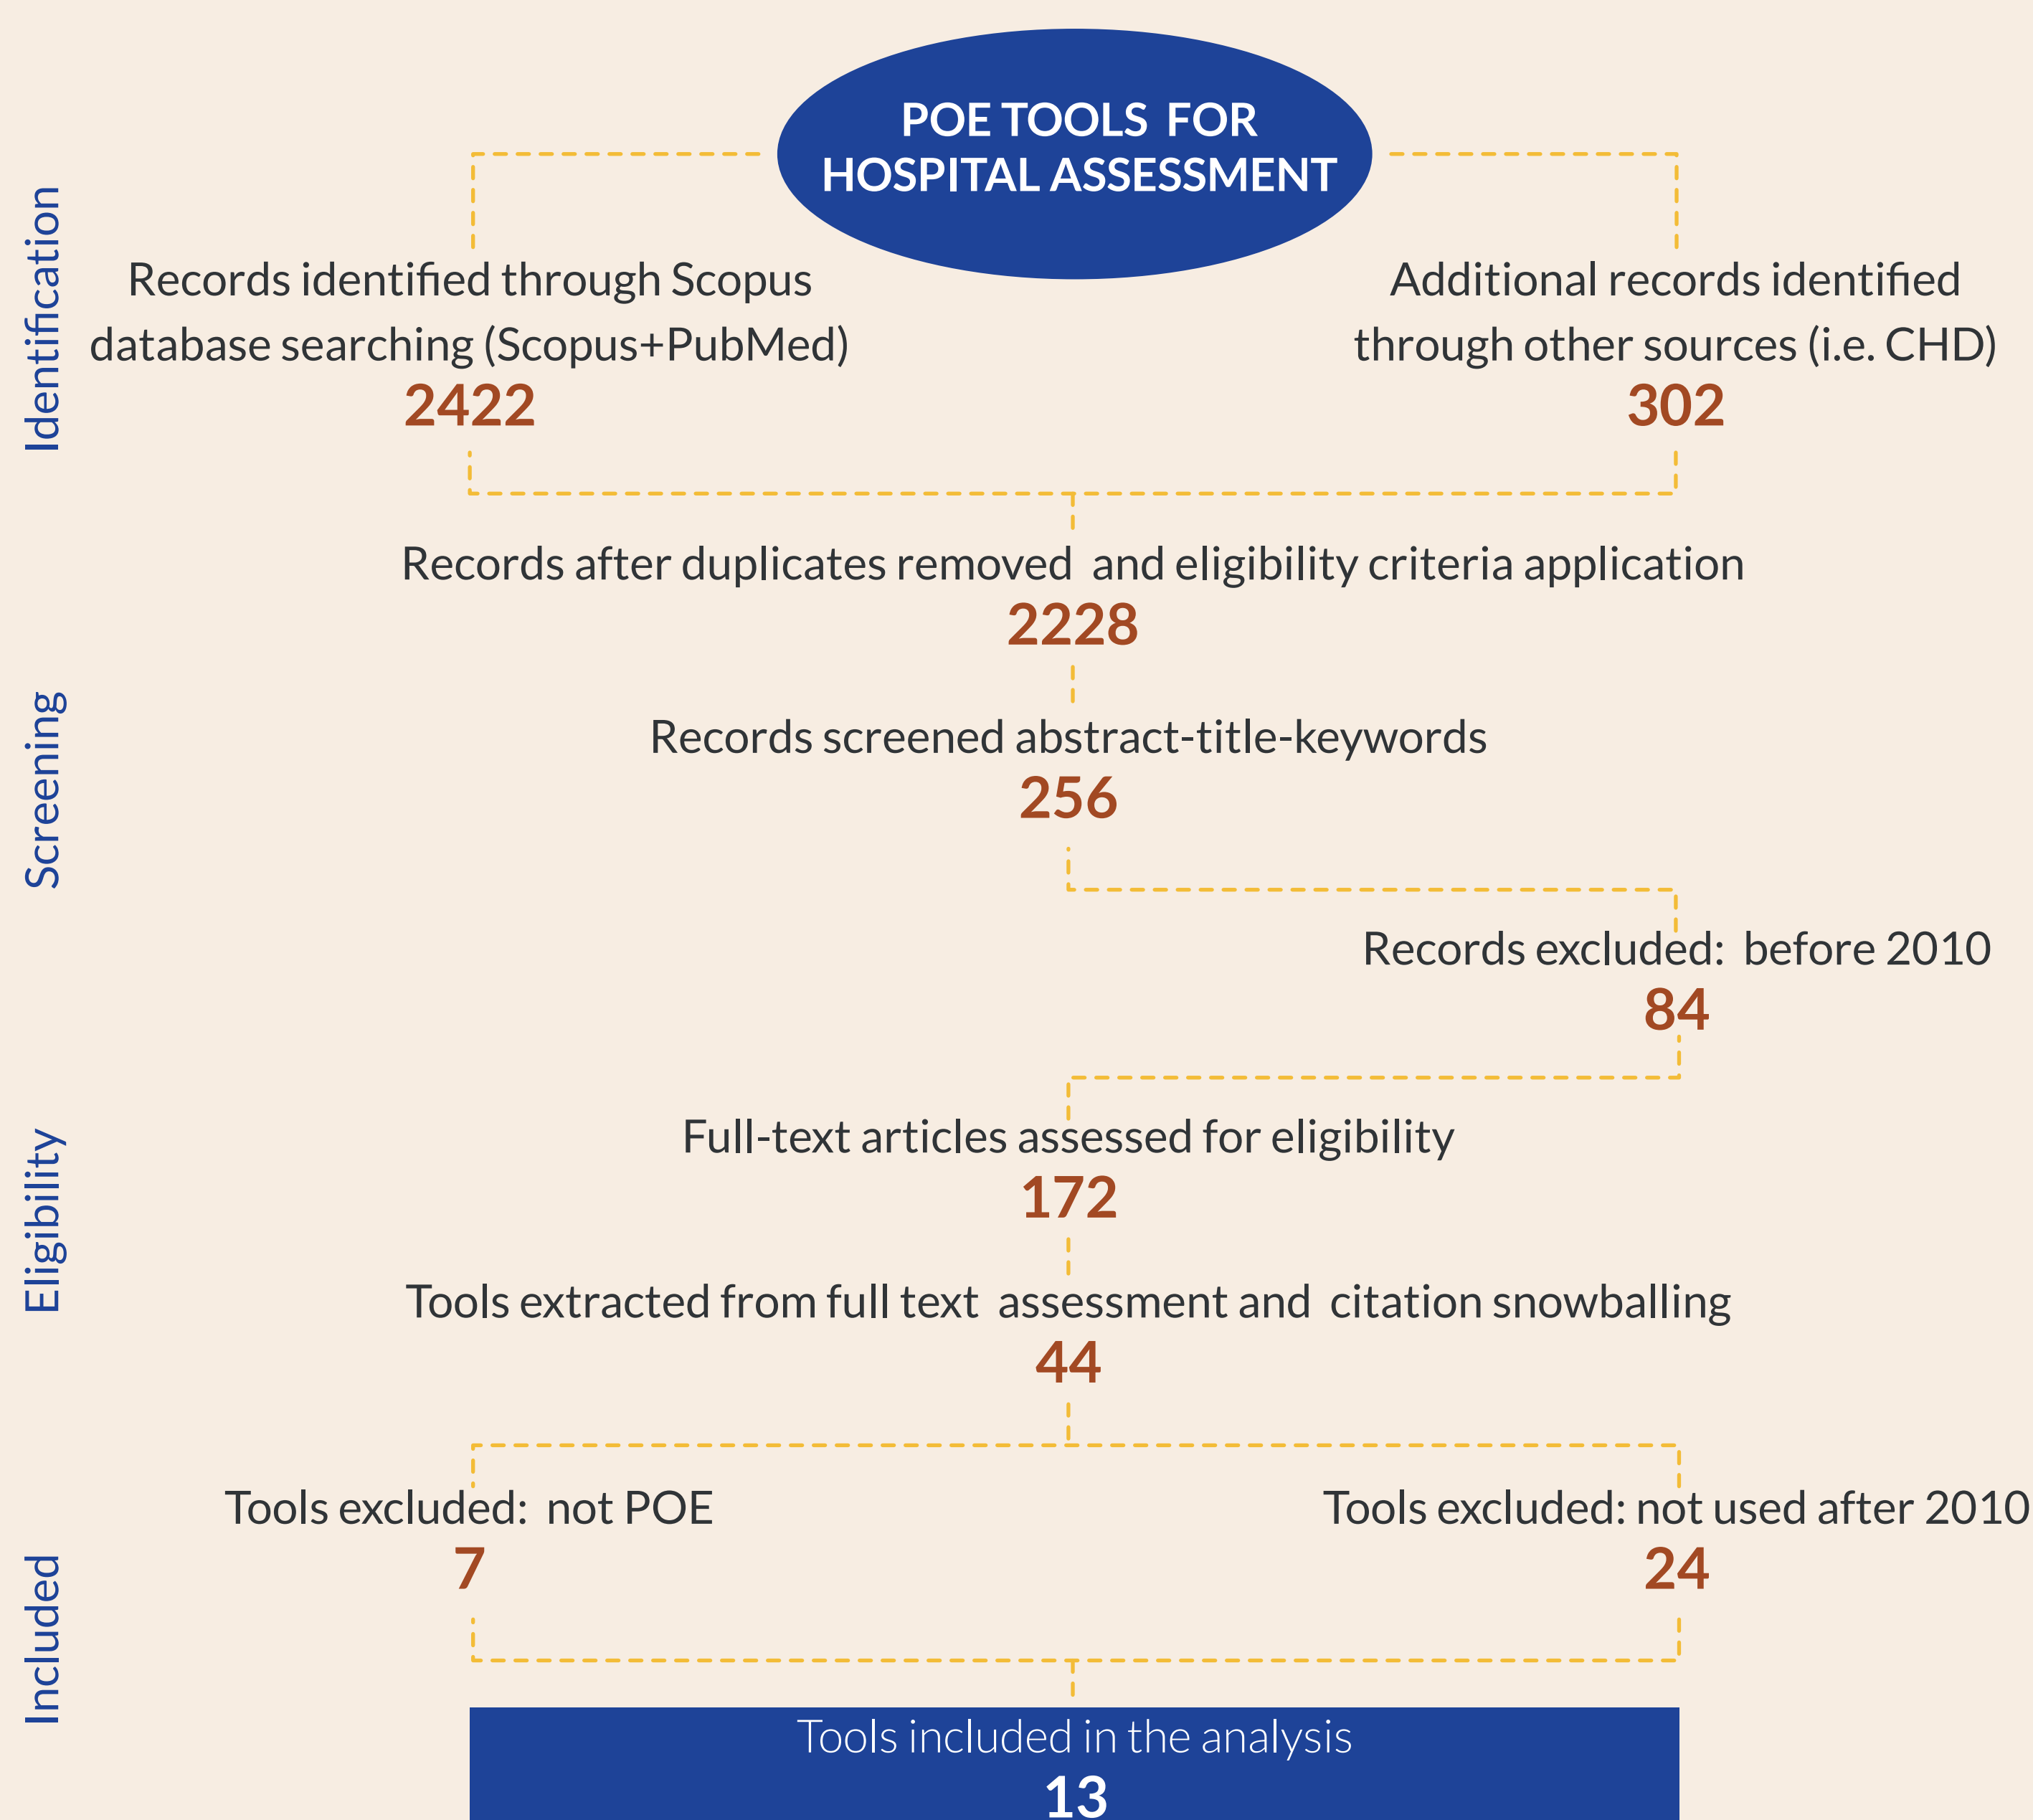 POE TOOLS FOR
HOSPITAL ASSESSMENT
Identification
Records identified through Scopus
database searching (Scopus+PubMed)
2422
Additional records identified
through other sources (i.e. CHD)
302
Records after duplicates removed and eligibility criteria application
2228
Screening
Records screened abstract-title-keywords
256
Records excluded: before 2010
84
Eligibility
Full-text articles assessed for eligibility
172
Tools extracted from full text assessment and citation snowballing
44
Included
Tools excluded: not POE
7
Tools excluded: not used after 2010
24
Tools included in the analysis
13